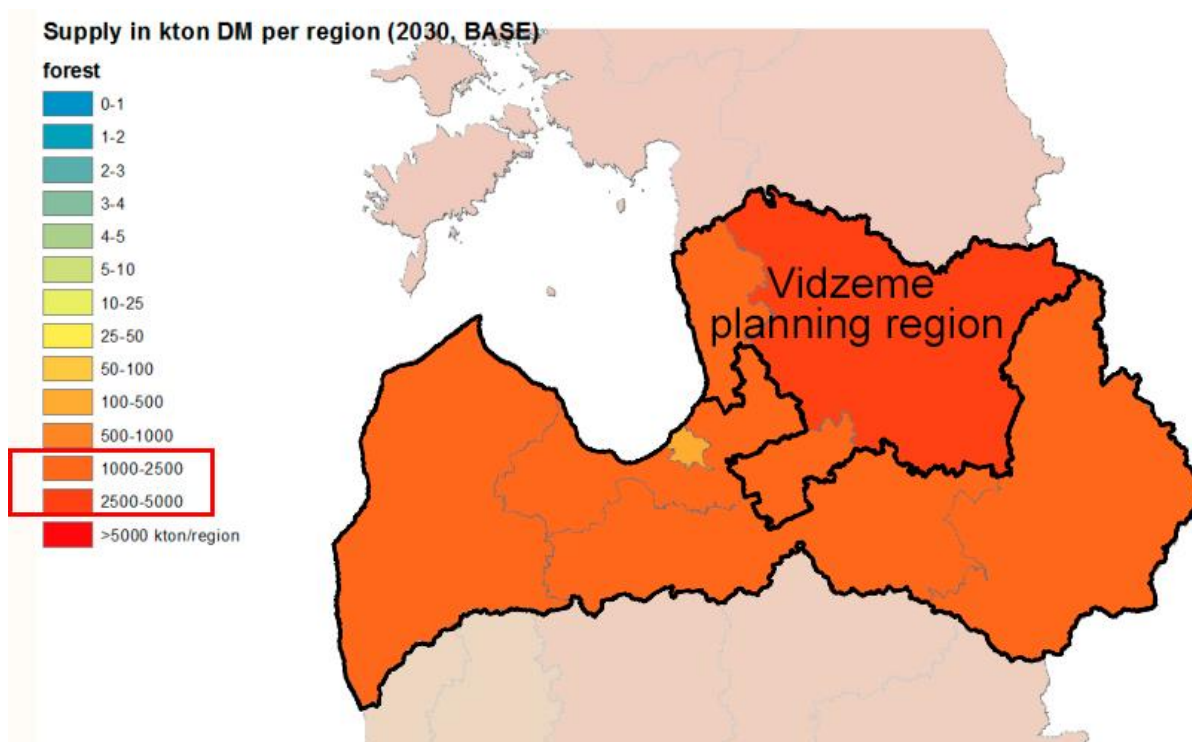 Supply in kton DM per region (2030, BASE)
forest
0-1
1-2
2-3
3-4
4-5
5-10
10-25
25-50
50-100
100-500
500-1000
1000-2500
2500-5000
>5000 kton/region
Vidzeme
planning region